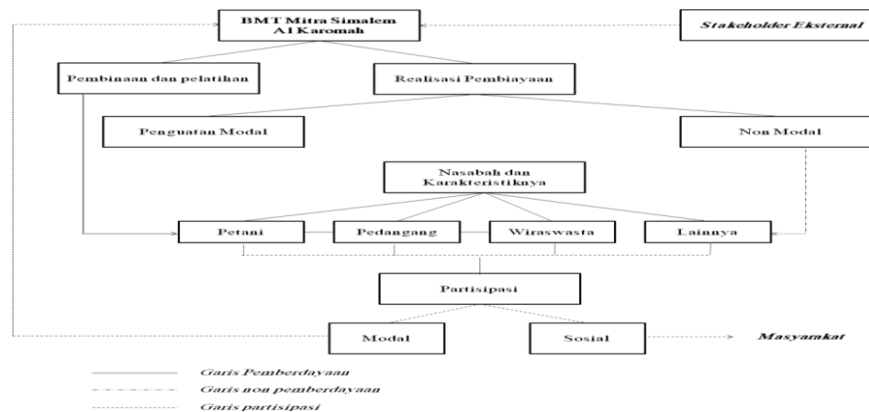 BMT Mitra Simalem
Al Karomah
Stakeholder Eksternal
Pembinaan dan pelatihan
Realisasi Pembiayaan
Penguatan Modal
Non Modal
Nasabah dan
Karakteristiknya
Petani
Pedangang
Wiraswasta
Lainnya
Partisipasi
Modal
Sosial
Masyarakat
Garis Pemberdayaan
Garis non pemberdayaan
Garis partisipasi